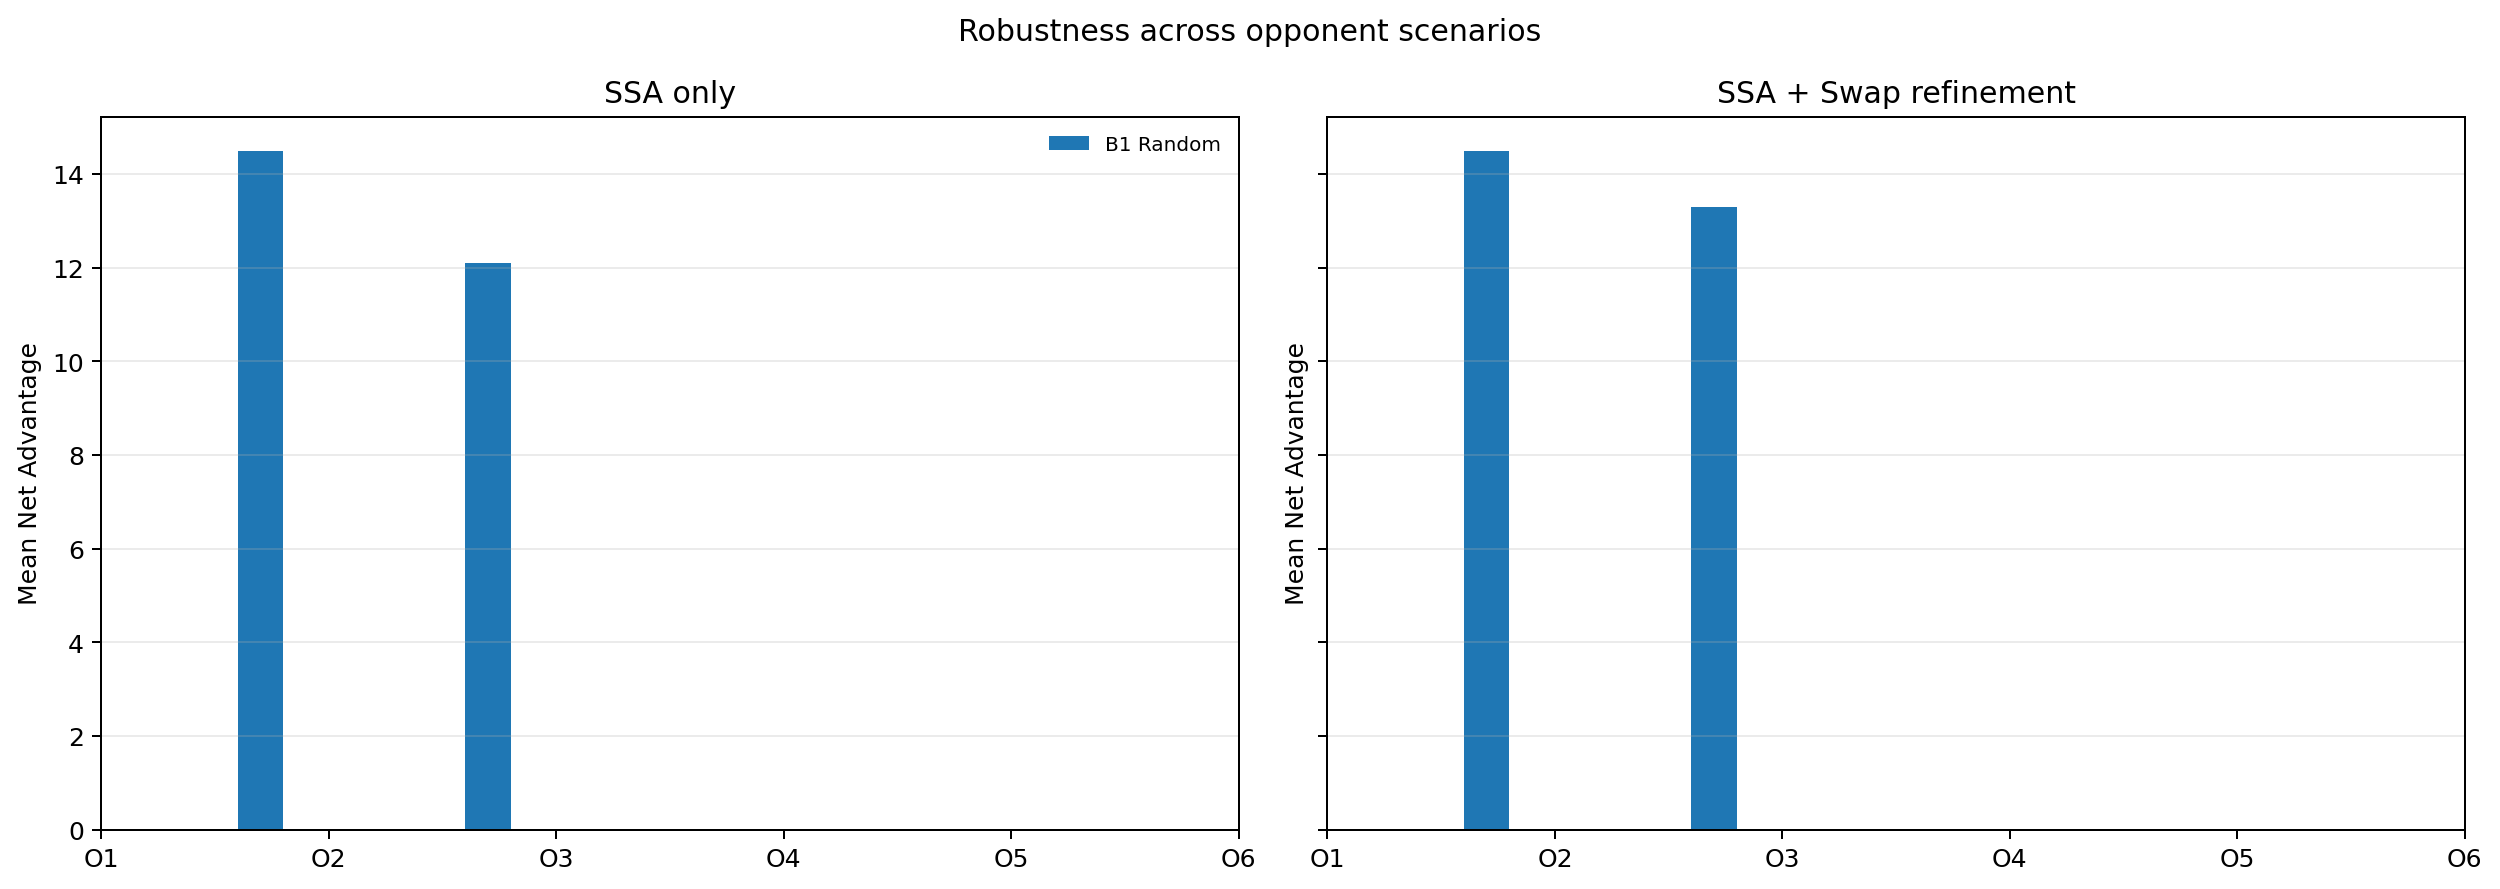 Robustness across opponent scenarios
SSA only
B1 Random
Mean Net Advantage
14
12
10
8
6
4
2
0
O1 O2 O3 O4 O5 O6
SSA + Swap refinement
Mean Net Advantage
O1 O2 O3 O4 O5 O6